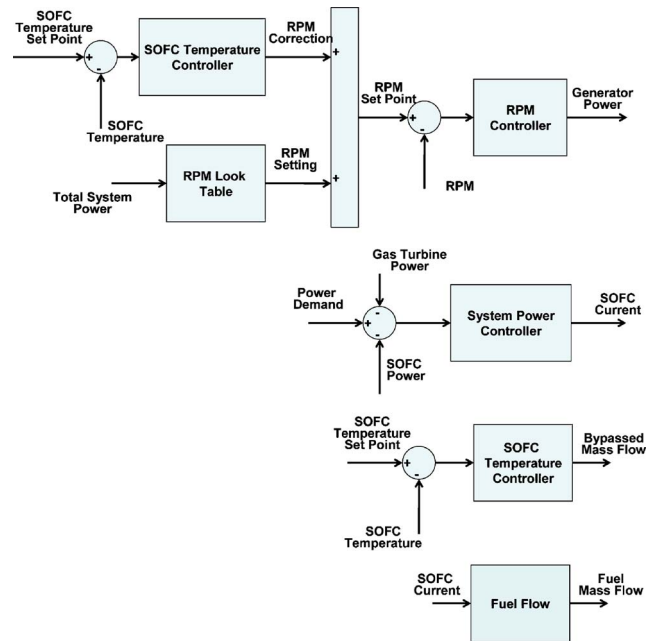 SOFC
Temperature
Set Point
+
-
SOFC
Temperature
SOFC Temperature
Controller
RPM
Correction
+
Total System
Power
RPM Look
Table
RPM
Setting
+
RPM
Set Point
+
-
RPM
RPM
Controller
Generator
Power
Gas Turbine
Power
-
Power
Demand
+
-
SOFC
Power
System Power
Controller
SOFC
Current
SOFC
Temperature
Set Point
+
-
SOFC
Temperature
SOFC
Temperature
Controller
Bypassed
Mass Flow
SOFC
Current
Fuel Flow
Fuel
Mass Flow